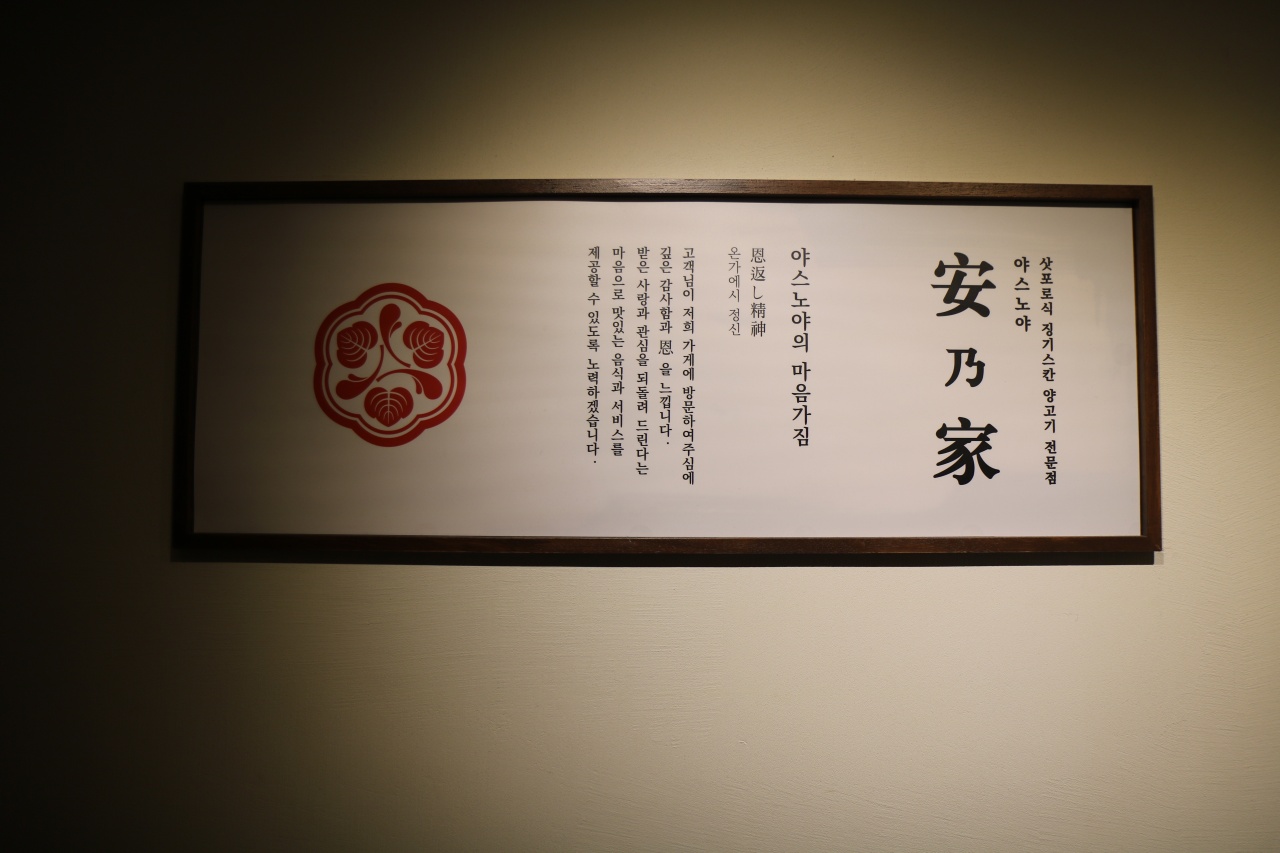 삿포로식 징기스칸 양고기 전문점
야스노야
安乃家
야스노야의 마음가짐
恩返し精神
온가에시 정신
고객님이 저희 가게에 방문하여주심에
깊은 감사함과 恩을 느낍니다.
받은 사랑과 관심을 되돌려 드린다는
마음으로 맛있는 음식과 서비스를
제공할 수 있도록 노력하겠습니다.